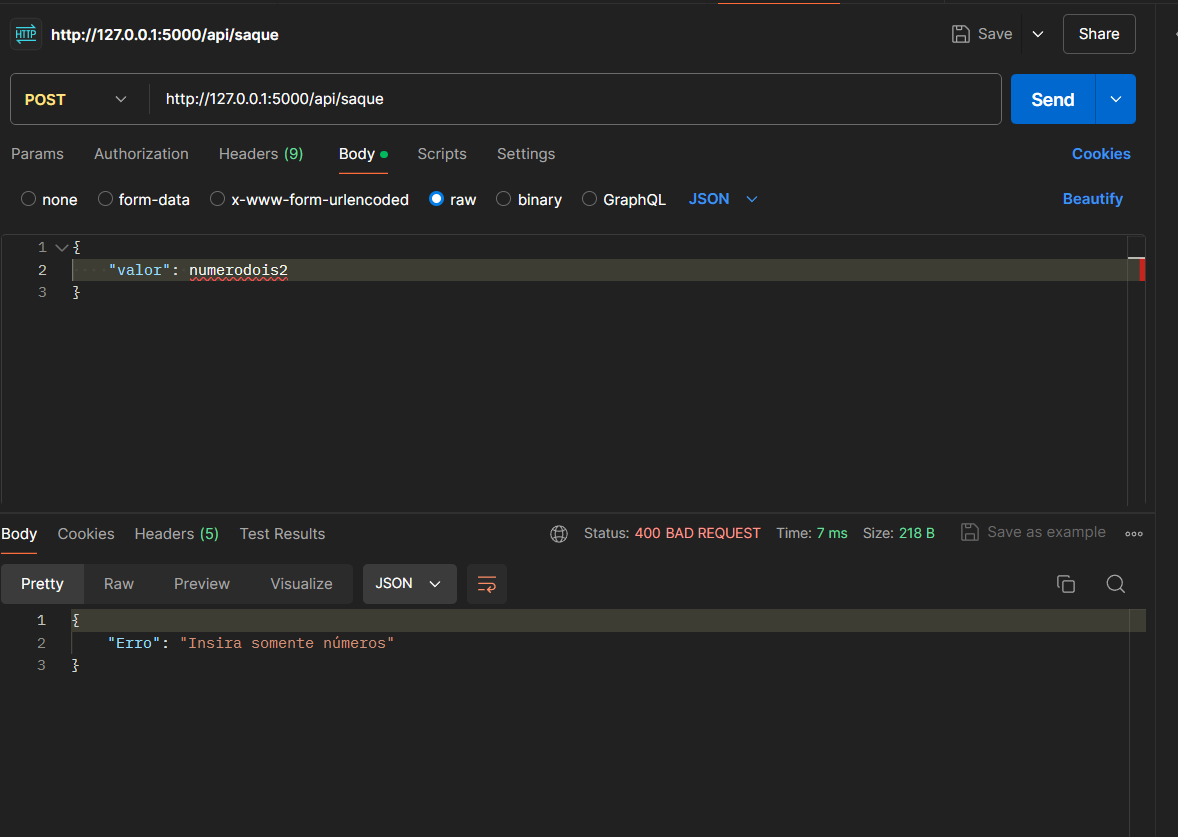 HTTP http://127.0.0.1:5000/api/saque Save Share
POST http://127.0.0.1:5000/api/saque Send
Params Authorization Headers (9) Body Scripts Settings Cookies
none form-data x-www-form-urlencoded raw binary GraphQL JSON Beautify
1 {
2 "valor": numerodois2
3 }
Body Cookies Headers (5) Test Results Status: 400 BAD REQUEST Time: 7 ms Size: 218 B Save as example
Pretty Raw Preview Visualize JSON
1 {
2 "Erro": "Insira somente números"
3 }